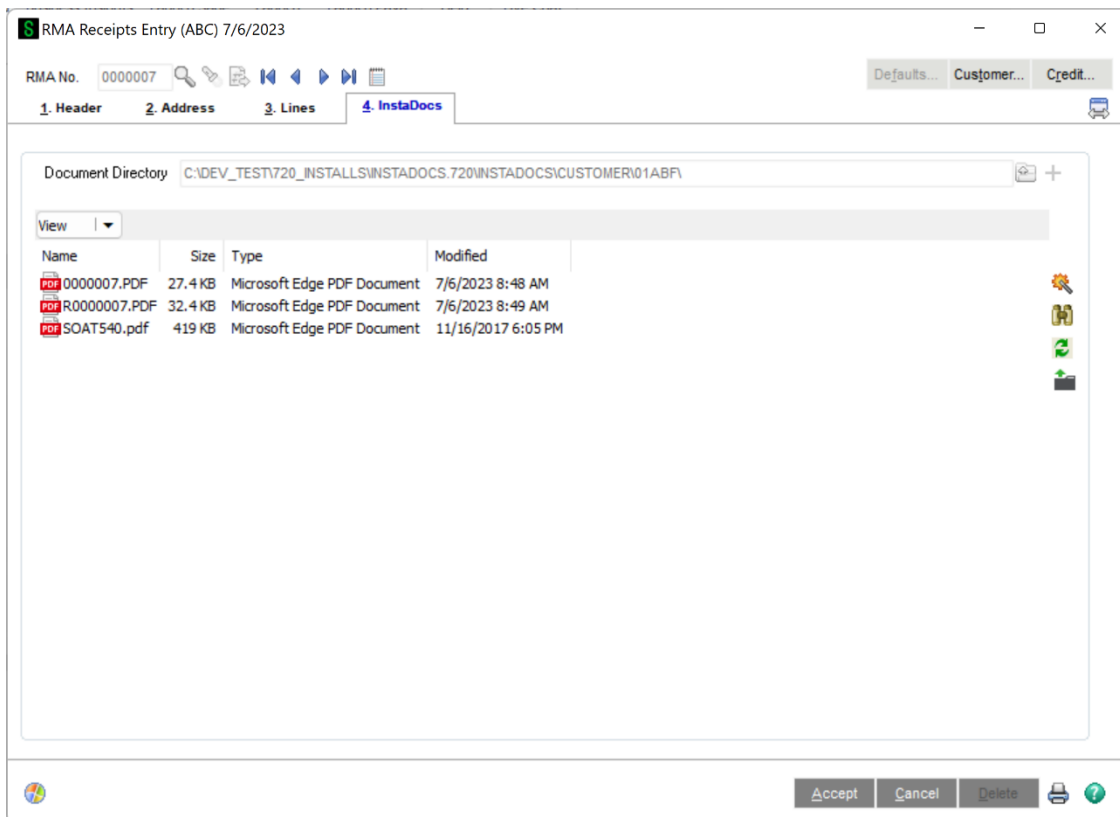 S RMA Receipts Entry (ABC) 7/6/2023
RMA No. 0000007 Defaults... Customer... Credit...
1. Header 2. Address 3. Lines 4. InstaDocs
Document Directory C:\DEV_TEST\720_INSTALLS\INSTADOCS.720\INSTADOCS\CUSTOMER\01ABF\
View
Name Size Type Modified
PDF 0000007.PDF 27.4 KB Microsoft Edge PDF Document 7/6/2023 8:48 AM
PDF R0000007.PDF 32.4 KB Microsoft Edge PDF Document 7/6/2023 8:49 AM
PDF SOAT540.pdf 419 KB Microsoft Edge PDF Document 11/16/2017 6:05 PM
Accept Cancel Delete ?